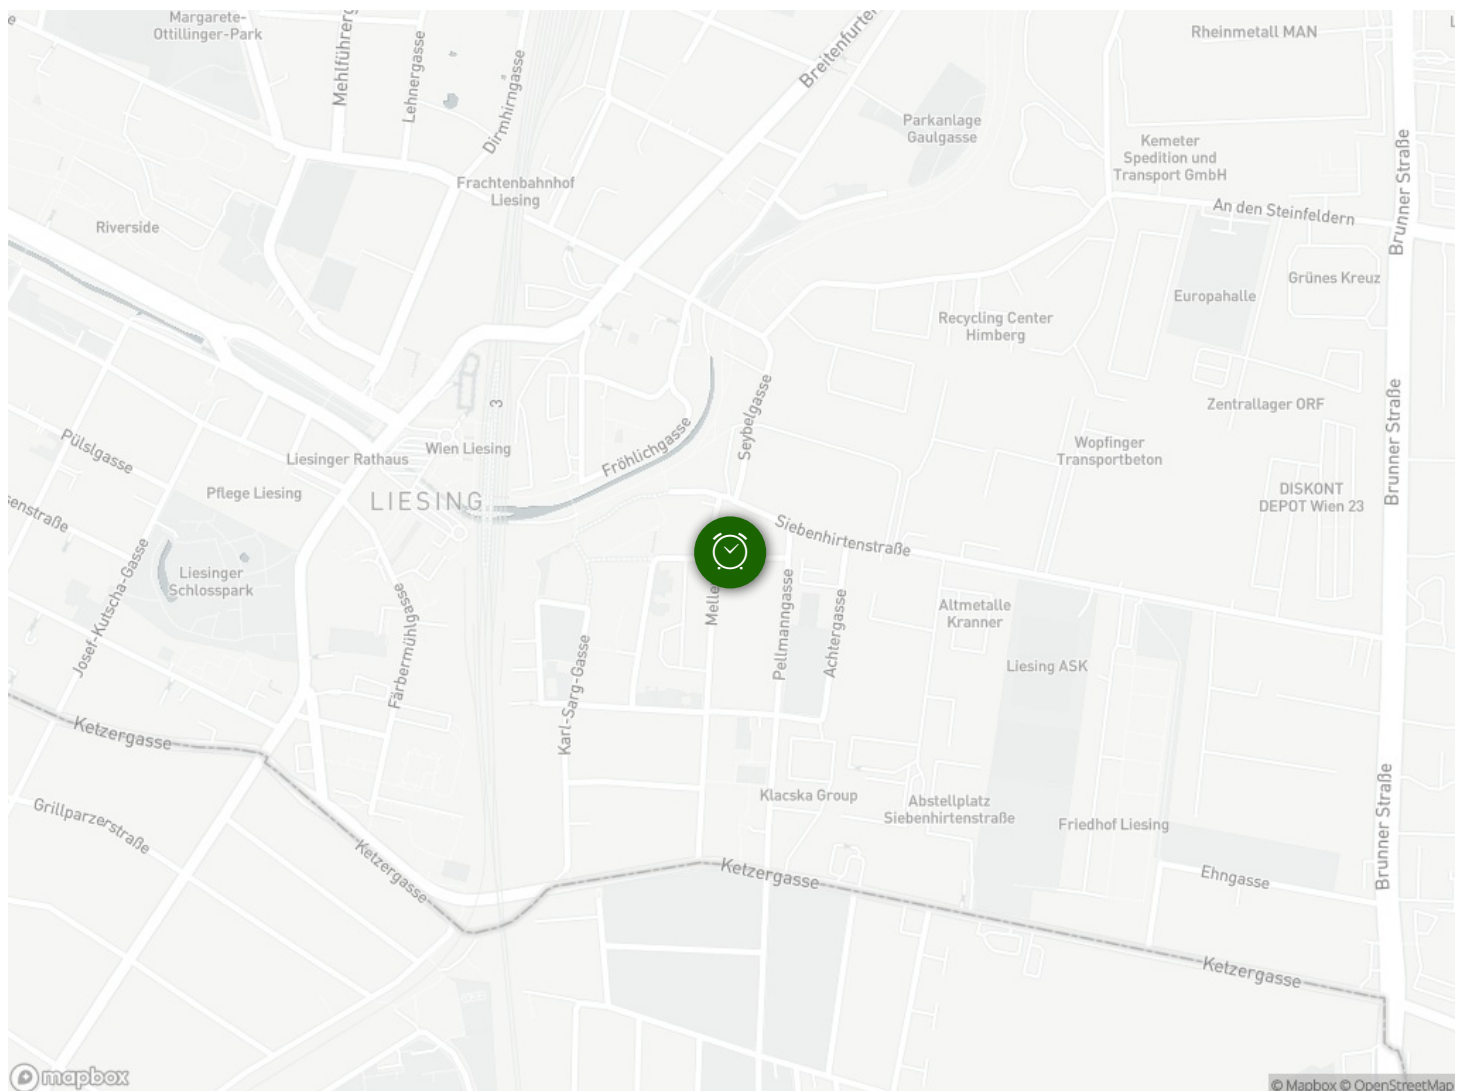 Margarete-
Ottillinger-Park
Mehlführerg
Lehnergasse
Dirmhirngasse
Breitenfurter
Rheinmetall MAN
Parkanlage
Gaulgasse
Kemeter
Spedition und
Transport GmbH
Brunner Straße
Frachtenbahnhof
Liesing
An den Steinfeldern
Riverside
Grünes Kreuz
Europahalle
Recycling Center
Himberg
3
Seybelgasse
Zentrallager ORF
Brunner Straße
Pülslgasse
Liesinger Rathaus
Wien Liesing
Fröhlichgasse
Wopfinger
Transportbeton
Pflege Liesing
LIESING
DISKONT
DEPOT Wien 23
senstraße
Siebenhirtenstraße
Josef-Kutscha-Gasse
Liesinger
Schlosspark
Färbermühlgasse
Karl-Sarg-Gasse
Melle
Pellmanngasse
Achtergasse
Altmetalle
Kranner
Liesing ASK
Ketzergasse
Grillparzerstraße
Ketzergasse
Klacska Group
Abstellplatz
Siebenhirtenstraße
Friedhof Liesing
Brunner Straße
Ketzergasse
Ehngasse
Ketzergasse
mapbox
© Mapbox © OpenStreetMap